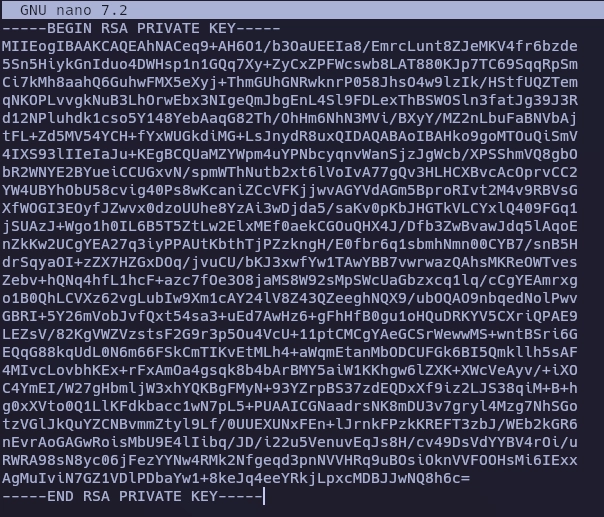 GNU nano 7.2
-----BEGIN RSA PRIVATE KEY-----
MIIEogIBAAKCAQEAhNACeq9+AH6O1/b3OaUEEIa8/EmrcLunt8ZJeMKV4fr6bzde
5Sn5HiykGnIduo4DWHsp1n1GQq7Xy+ZyCxZPFWcswb8LAT880KJp7TC69SqqRpSm
Ci7kMh8aahQ6GuhwFMX5eXyj+ThmGUhGNRwknrP058JhsO4w9lzIk/HStfUQZTem
qNKOPLvvgkNuB3LhOrwEbx3NIgeQmJbgEnL4Sl9FDLexThBSWOSln3fatJg39J3R
d12NPluhdk1cso5Y148YebAaqG82Th/OhHm6NhN3MVi/BXyY/MZ2nLbuFaBNVbAj
tFL+Zd5MV54YCH+fYxWUGkdiMG+LsJnydR8uxQIDAQABAoIBAHko9goMTOuQiSmV
4IXS93lIIeIaJu+KEgBCQUaMZYWpm4uYPNbcyqnvWanSjzJgWcb/XPSShmVQ8gbO
bR2WNYE2BYueiCCUGxvN/spmWThNutb2xt6lVoIvA77gQv3HLHCXBvcAcOprvCC2
YW4UBYhObU58cvig40Ps8wKcaniZCcVFKjjwvAGYVdAGm5BproRIvt2M4v9RBVsG
XfWOGI3EOyfJZwvx0dzoUUhe8YzAi3wDjda5/saKv0pKbJHGTkVLCYxlQ409FGq1
jSUAzJ+Wgo1h0IL6B5T5ZtLw2ElxMEf0aekCGOuQHX4J/Dfb3ZwBvawJdq5lAqoE
nZkKw2UCgYEA27q3iyPPAUtKbthTjPZzkngH/E0fbr6q1sbmhNmn00CYB7/snB5H
drSqyaOI+zZX7HZGxDOq/jvuCU/bKJ3xwfYw1TAwYBB7vwrwazQAhsMKReOWTves
Zebv+hQNq4hfL1hcF+azc7fOe3O8jaMS8W92sMpSWcUaGbzxcq1lq/cCgYEAmrxg
o1B0QhLCVXz62vgLubIw9Xm1cAY24lV8Z43QZeeghNQX9/ubOQAO9nbqedNolPwv
GBRI+5Y26mVobJvfQxt54sa3+uEd7AwHz6+gFhHfB0gu1oHQuDRKYV5CXriQPAE9
LEZsV/82KgVWZVzstsF2G9r3p5Ou4VcU+11ptCMCgYAeGCSrWewwMS+wntBSri6G
EQqG88kqUdL0N6m66FSkCmTIKvEtMLh4+aWqmEtanMbODCUFGk6BI5Qmkllh5sAF
4MIvcLovbhKEx+rFxAmOa4gsqk8b4bArBMY5aiW1KKhgw6lZXK+XWcVeAyv/+iXO
C4YmEI/W27gHbmljW3xhYQKBgFMyN+93YZrpBS37zdEQDxXf9iz2LJS38qiM+B+h
g0xXVto0Q1LlKFdkbacc1wN7pL5+PUAAICGNaadrsNK8mDU3v7gryl4Mzg7NhSGo
tzVGlJkQuYZCNBvmmZtyl9Lf/0UUEXUNxFEn+lJrnkFPzkKREFT3zbJ/WEb2kGR6
nEvrAoGAGwRoisMbU9E4lIibq/JD/i22u5VenuvEqJs8H/cv49DsVdYYBV4rOi/u
RWRA98sN8yc06jFezYYNw4RMk2Nfgeqd3pnNVVHRq9uBOsiOknVVFOOHsMi6IExx
AgMuIviN7GZ1VDlPDbaYw1+8keJq4eeYRkjLpxcMDBJJwNQ8h6c=
-----END RSA PRIVATE KEY-----